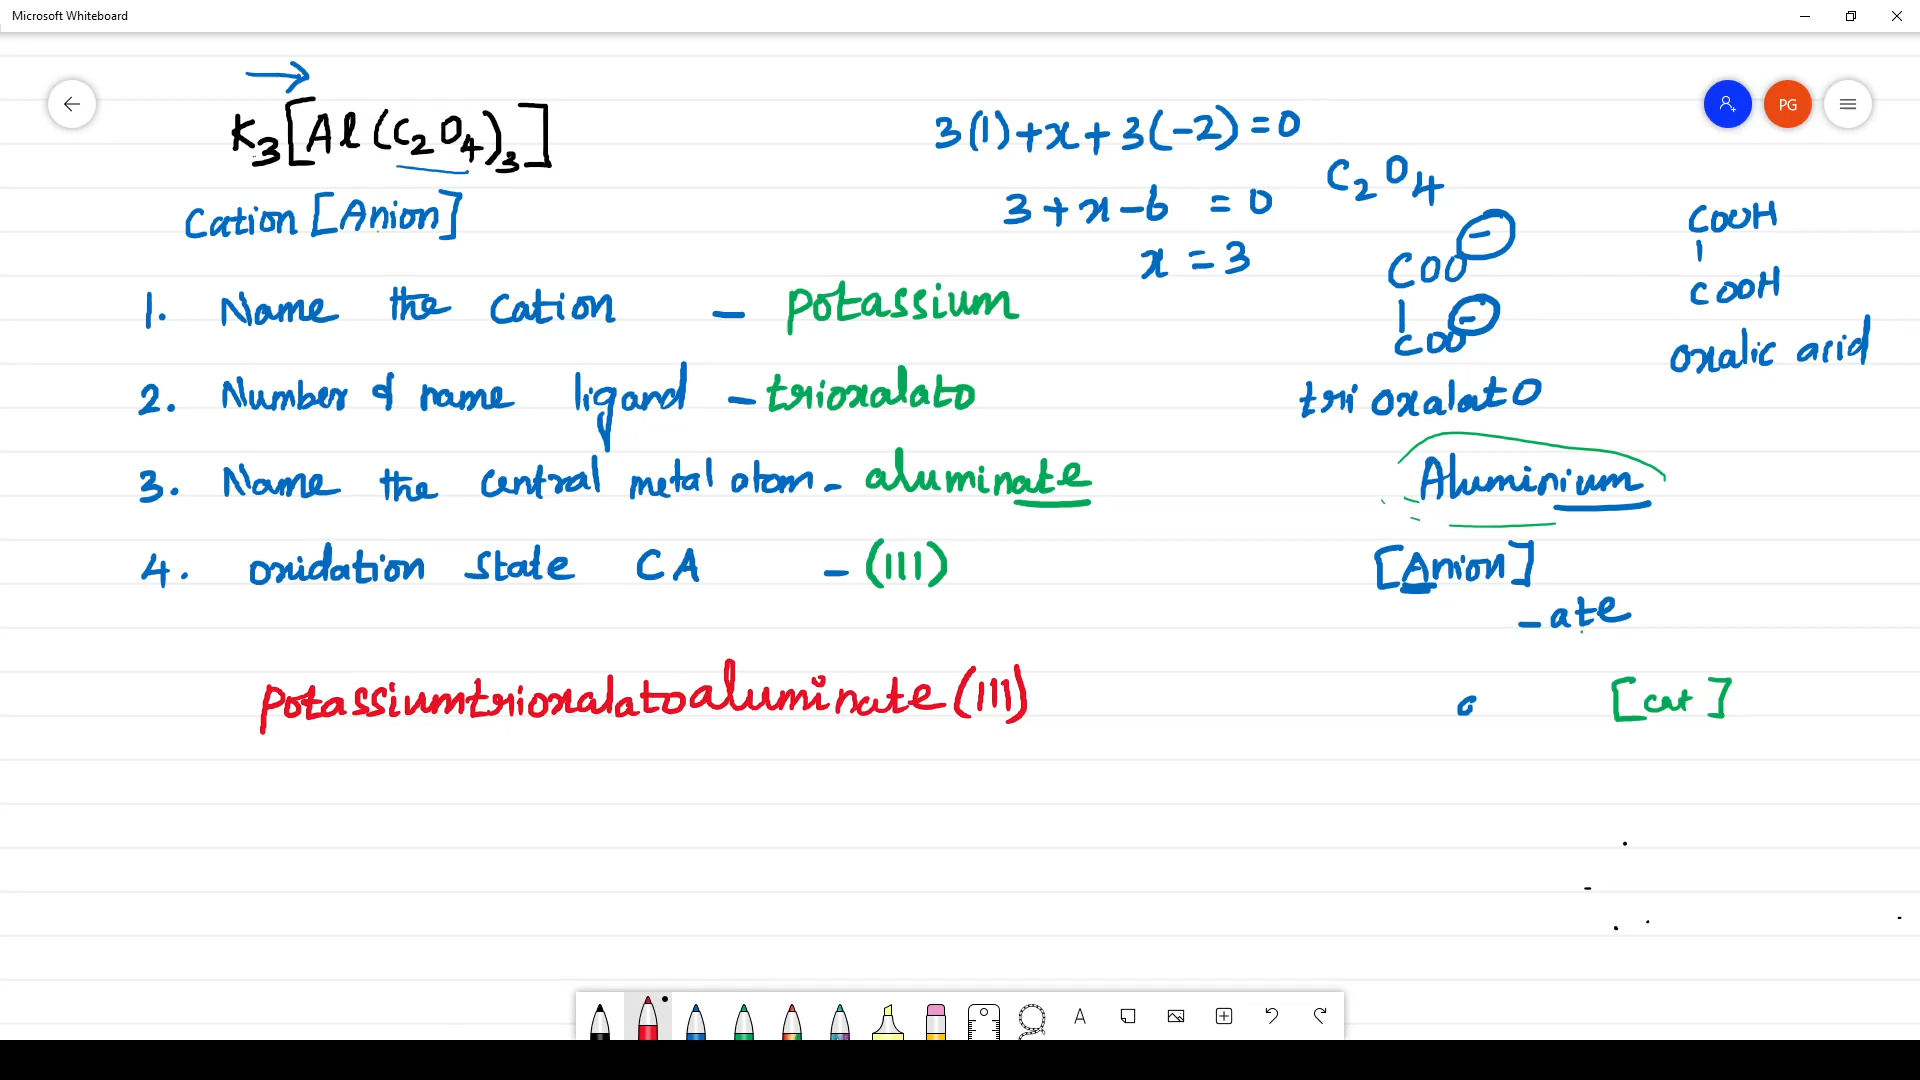 Microsoft Whiteboard
PG
K₃[Al(C₂O₄)₃]
Cation [Anion]
3(1)+x+3(-2)=0
3+x-6 = 0
x = 3
C₂O₄
COO⁻
|
COO⁻
COOH
|
COOH
oxalic acid
1. Name the cation – potassium
2. Number & name ligand – trioxalato
3. Name the central metal atom - aluminate
4. oxidation state CA – (III)
tri oxalato
Aluminium
[Anion]
-ate
[cat]
potassiumtrioxalatoaluminate(III)
A